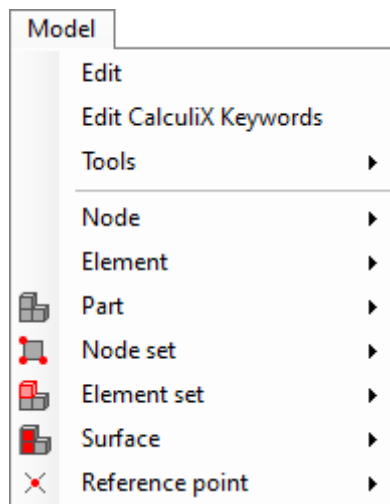 Model
Edit
Edit CalculiX Keywords
Tools
Node
Element
Part
Node set
Element set
Surface
Reference point